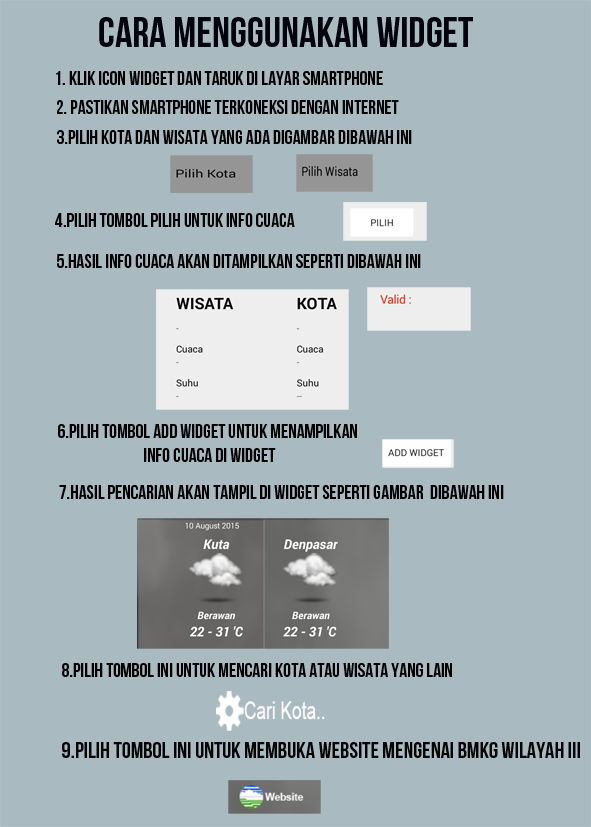 CARA MENGGUNAKAN WIDGET
1. KLIK ICON WIDGET DAN TARUK DI LAYAR SMARTPHONE
2. PASTIKAN SMARTPHONE TERKONEKSI DENGAN INTERNET
3.PILIH KOTA DAN WISATA YANG ADA DIGAMBAR DIBAWAH INI
Pilih Kota Pilih Wisata
4.PILIH TOMBOL PILIH UNTUK INFO CUACA PILIH
5.HASIL INFO CUACA AKAN DITAMPILKAN SEPERTI DIBAWAH INI
WISATA KOTA Valid :
- -
Cuaca Cuaca
- -
Suhu Suhu
- --
6.PILIH TOMBOL ADD WIDGET UNTUK MENAMPILKAN
INFO CUACA DI WIDGET ADD WIDGET
7.HASIL PENCARIAN AKAN TAMPIL DI WIDGET SEPERTI GAMBAR DIBAWAH INI
10 August 2015
Kuta Denpasar
Berawan Berawan
22 - 31 'C 22 - 31 'C
8.PILIH TOMBOL INI UNTUK MENCARI KOTA ATAU WISATA YANG LAIN
Cari Kota..
9.PILIH TOMBOL INI UNTUK MEMBUKA WEBSITE MENGENAI BMKG WILAYAH III
Website